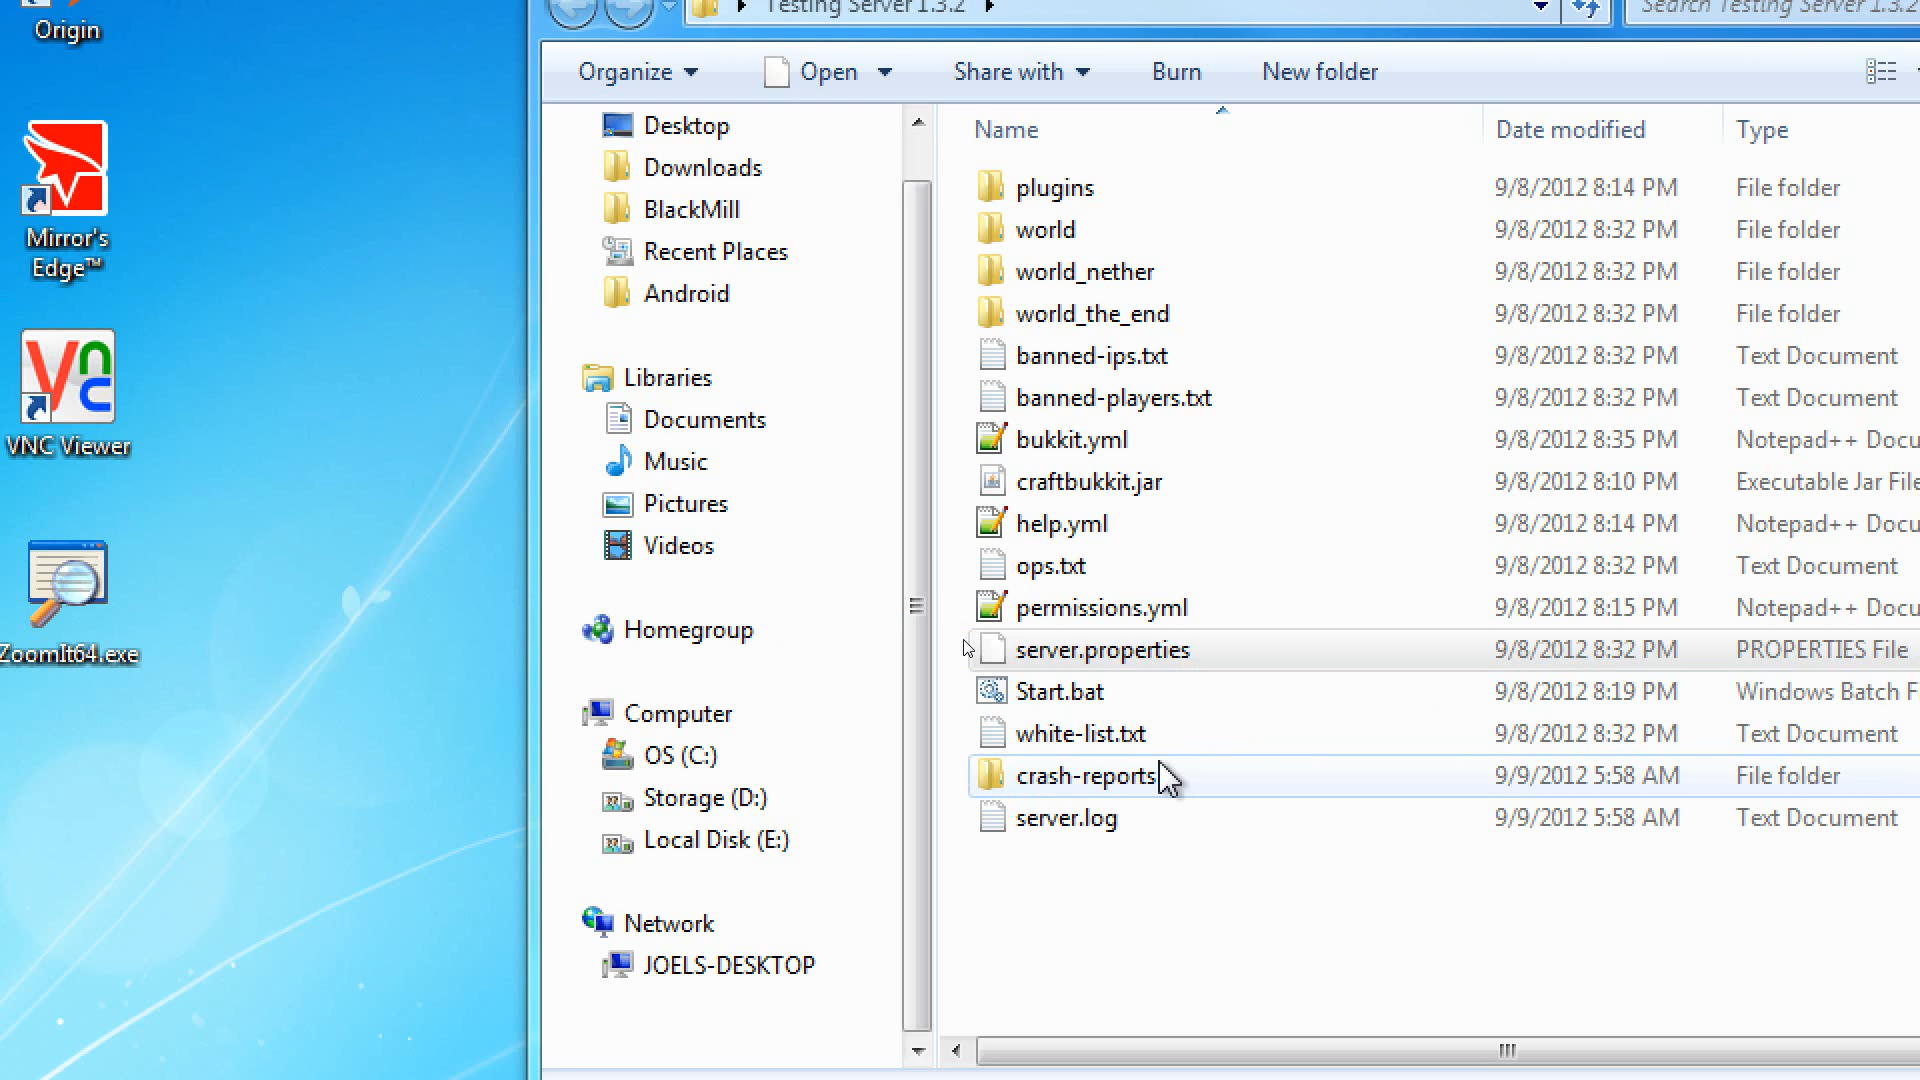 Origin
Mirror's
Edge™
VNC Viewer
ZoomIt64.exe
Testing Server 1.3.2
Search Testing Server 1.3.2
Organize
Open
Share with
Burn
New folder
Desktop
Downloads
BlackMill
Recent Places
Android
Libraries
Documents
Music
Pictures
Videos
Homegroup
Computer
OS (C:)
Storage (D:)
Local Disk (E:)
Network
JOELS-DESKTOP
Name Date modified Type
plugins 9/8/2012 8:14 PM File folder
world 9/8/2012 8:32 PM File folder
world_nether 9/8/2012 8:32 PM File folder
world_the_end 9/8/2012 8:32 PM File folder
banned-ips.txt 9/8/2012 8:32 PM Text Document
banned-players.txt 9/8/2012 8:32 PM Text Document
bukkit.yml 9/8/2012 8:35 PM Notepad++ Docu
craftbukkit.jar 9/8/2012 8:10 PM Executable Jar File
help.yml 9/8/2012 8:14 PM Notepad++ Docu
ops.txt 9/8/2012 8:32 PM Text Document
permissions.yml 9/8/2012 8:15 PM Notepad++ Docu
server.properties 9/8/2012 8:32 PM PROPERTIES File
Start.bat 9/8/2012 8:19 PM Windows Batch F
white-list.txt 9/8/2012 8:32 PM Text Document
crash-reports 9/9/2012 5:58 AM File folder
server.log 9/9/2012 5:58 AM Text Document